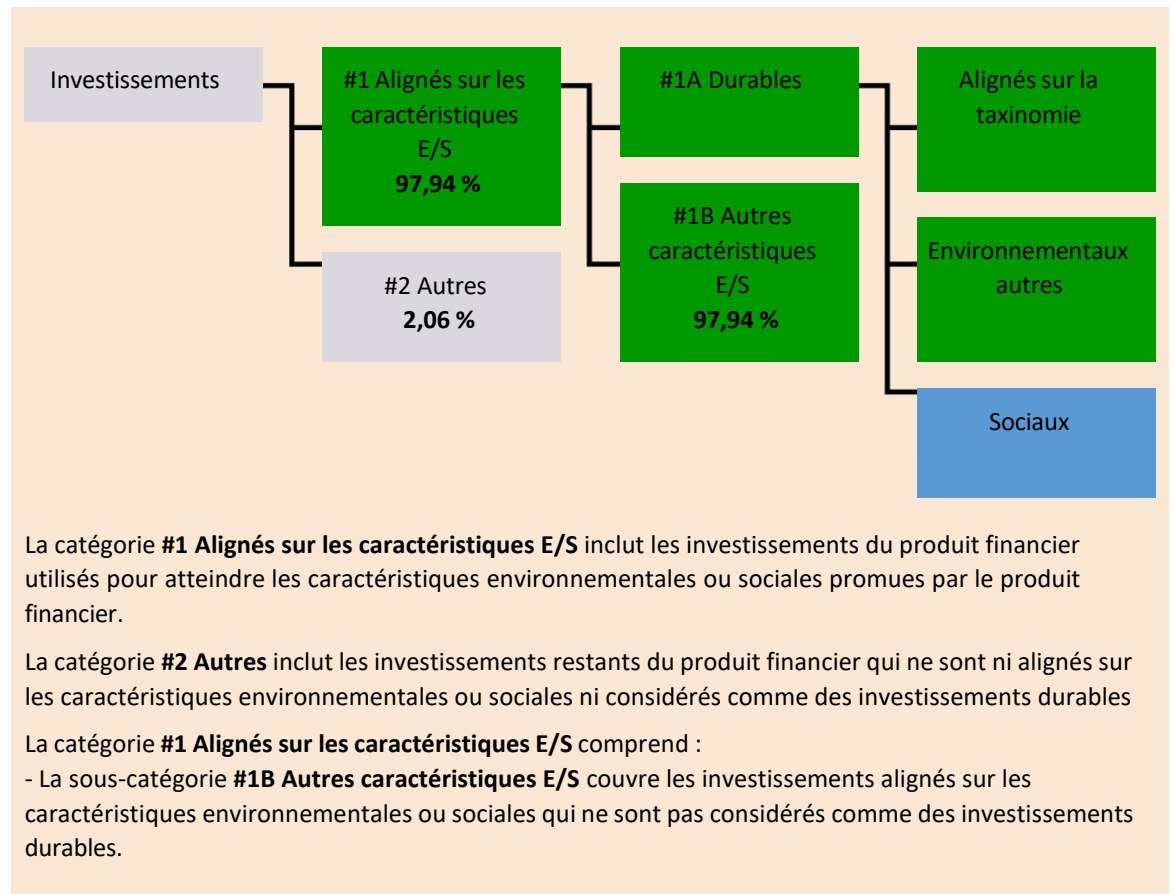 Investissements
#1 Alignés sur les
caractéristiques
E/S
97,94 %
#2 Autres
2,06 %
#1A Durables
#1B Autres
caractéristiques
E/S
97,94 %
Alignés sur la
taxinomie
Environnementaux
autres
Sociaux
La catégorie #1 Alignés sur les caractéristiques E/S inclut les investissements du produit financier
utilisés pour atteindre les caractéristiques environnementales ou sociales promues par le produit
financier.
La catégorie #2 Autres inclut les investissements restants du produit financier qui ne sont ni alignés sur
les caractéristiques environnementales ou sociales ni considérés comme des investissements durables
La catégorie #1 Alignés sur les caractéristiques E/S comprend :
- La sous-catégorie #1B Autres caractéristiques E/S couvre les investissements alignés sur les
caractéristiques environnementales ou sociales qui ne sont pas considérés comme des investissements
durables.